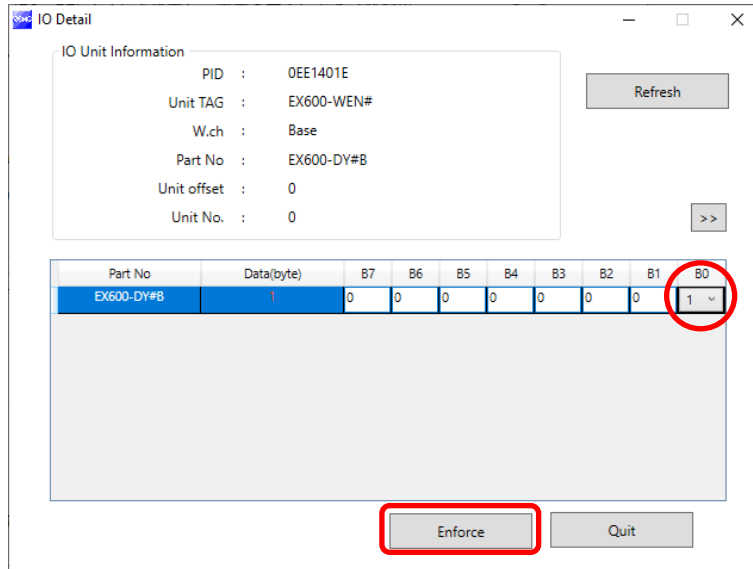 IO Detail
IO Unit Information
PID : 0EE1401E
Unit TAG : EX600-WEN#
W.ch : Base
Part No : EX600-DY#B
Unit offset : 0
Unit No. : 0
Refresh
>>
Part No Data(byte) B7 B6 B5 B4 B3 B2 B1 B0
EX600-DY#B 1 0 0 0 0 0 0 0 1
Enforce Quit